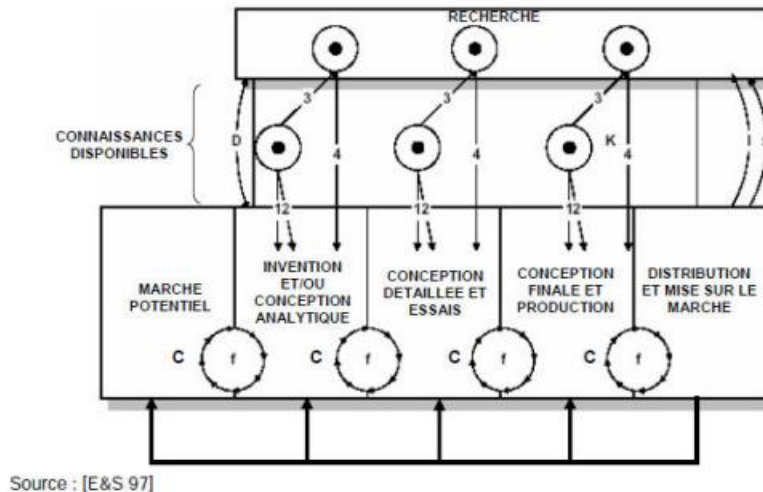 RECHERCHE
3 3 3
CONNAISSANCES
DISPONIBLES
D 4 4 K 4 I
12 12 12
MARCHE
POTENTIEL
INVENTION
ET/OU
CONCEPTION
ANALYTIQUE
CONCEPTION
DETAILLEE ET
ESSAIS
CONCEPTION
FINALE ET
PRODUCTION
DISTRIBUTION
ET MISE SUR LE
MARCHE
C f C f C f C f
Source : [E&S 97]